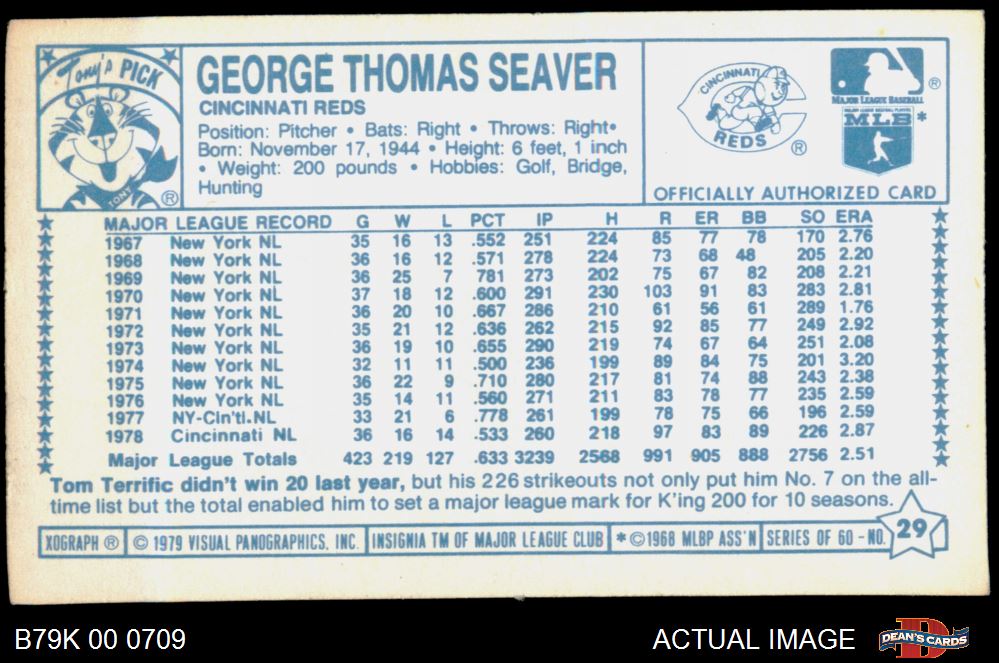 Tony's PICK
TONY
®
GEORGE THOMAS SEAVER
CINCINNATI REDS
Position: Pitcher • Bats: Right • Throws: Right•
Born: November 17, 1944 • Height: 6 feet, 1 inch
• Weight: 200 pounds • Hobbies: Golf, Bridge,
Hunting
CINCINNATI
REDS ®
®
MAJOR LEAGUE BASEBALL
MAJOR LEAGUE BASEBALL PLAYERS
MLB *
OFFICIALLY AUTHORIZED CARD
MAJOR LEAGUE RECORD G W L PCT IP H R ER BB SO ERA
1967 New York NL 35 16 13 .552 251 224 85 77 78 170 2.76
1968 New York NL 36 16 12 .571 278 224 73 68 48 205 2.20
1969 New York NL 36 25 7 .781 273 202 75 67 82 208 2.21
1970 New York NL 37 18 12 .600 291 230 103 91 83 283 2.81
1971 New York NL 36 20 10 .667 286 210 61 56 61 289 1.76
1972 New York NL 35 21 12 .636 262 215 92 85 77 249 2.92
1973 New York NL 36 19 10 .655 290 219 74 67 64 251 2.08
1974 New York NL 32 11 11 .500 236 199 89 84 75 201 3.20
1975 New York NL 36 22 9 .710 280 217 81 74 88 243 2.38
1976 New York NL 35 14 11 .560 271 211 83 78 77 235 2.59
1977 NY-Cin'ti.NL 33 21 6 .778 261 199 78 75 66 196 2.59
1978 Cincinnati NL 36 16 14 .533 260 218 97 83 89 226 2.87
Major League Totals 423 219 127 .633 3239 2568 991 905 888 2756 2.51
Tom Terrific didn't win 20 last year, but his 226 strikeouts not only put him No. 7 on the all-
time list but the total enabled him to set a major league mark for K'ing 200 for 10 seasons.
XOGRAPH ® © 1979 VISUAL PANOGRAPHICS, INC. INSIGNIA TM OF MAJOR LEAGUE CLUB * ©1968 MLBP ASS'N SERIES OF 60 - NO. 29
B79K 00 0709
ACTUAL IMAGE
D
DEAN'S CARDS